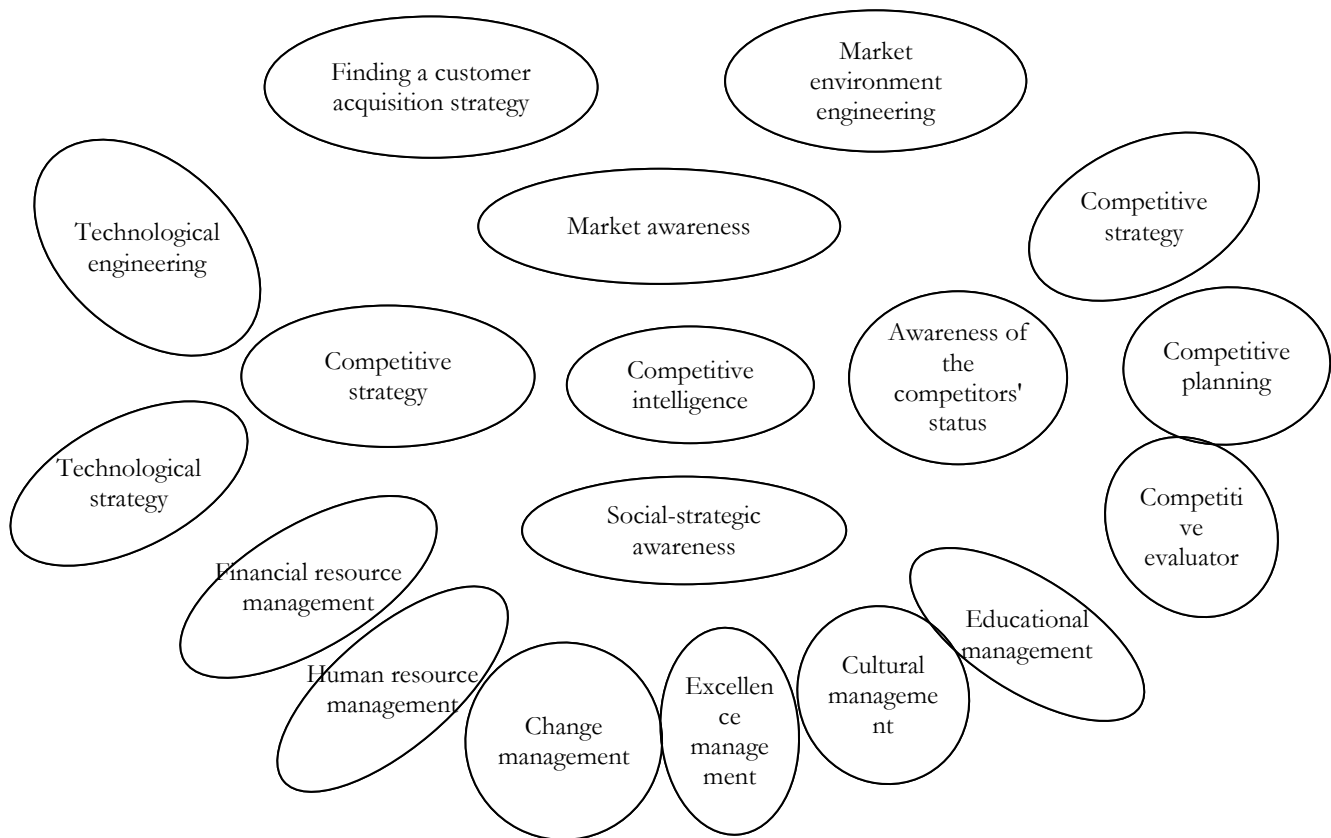 Finding a customer
acquisition strategy
Market
environment
engineering
Technological
engineering
Market awareness
Competitive
strategy
Competitive
strategy
Competitive
intelligence
Awareness of
the
competitors'
status
Competitive
planning
Technological
strategy
Social-strategic
awareness
Competiti
ve
evaluator
Financial resource
management
Human resource
management
Change
management
Excellen
ce
manage
ment
Cultural
manageme
nt
Educational
management